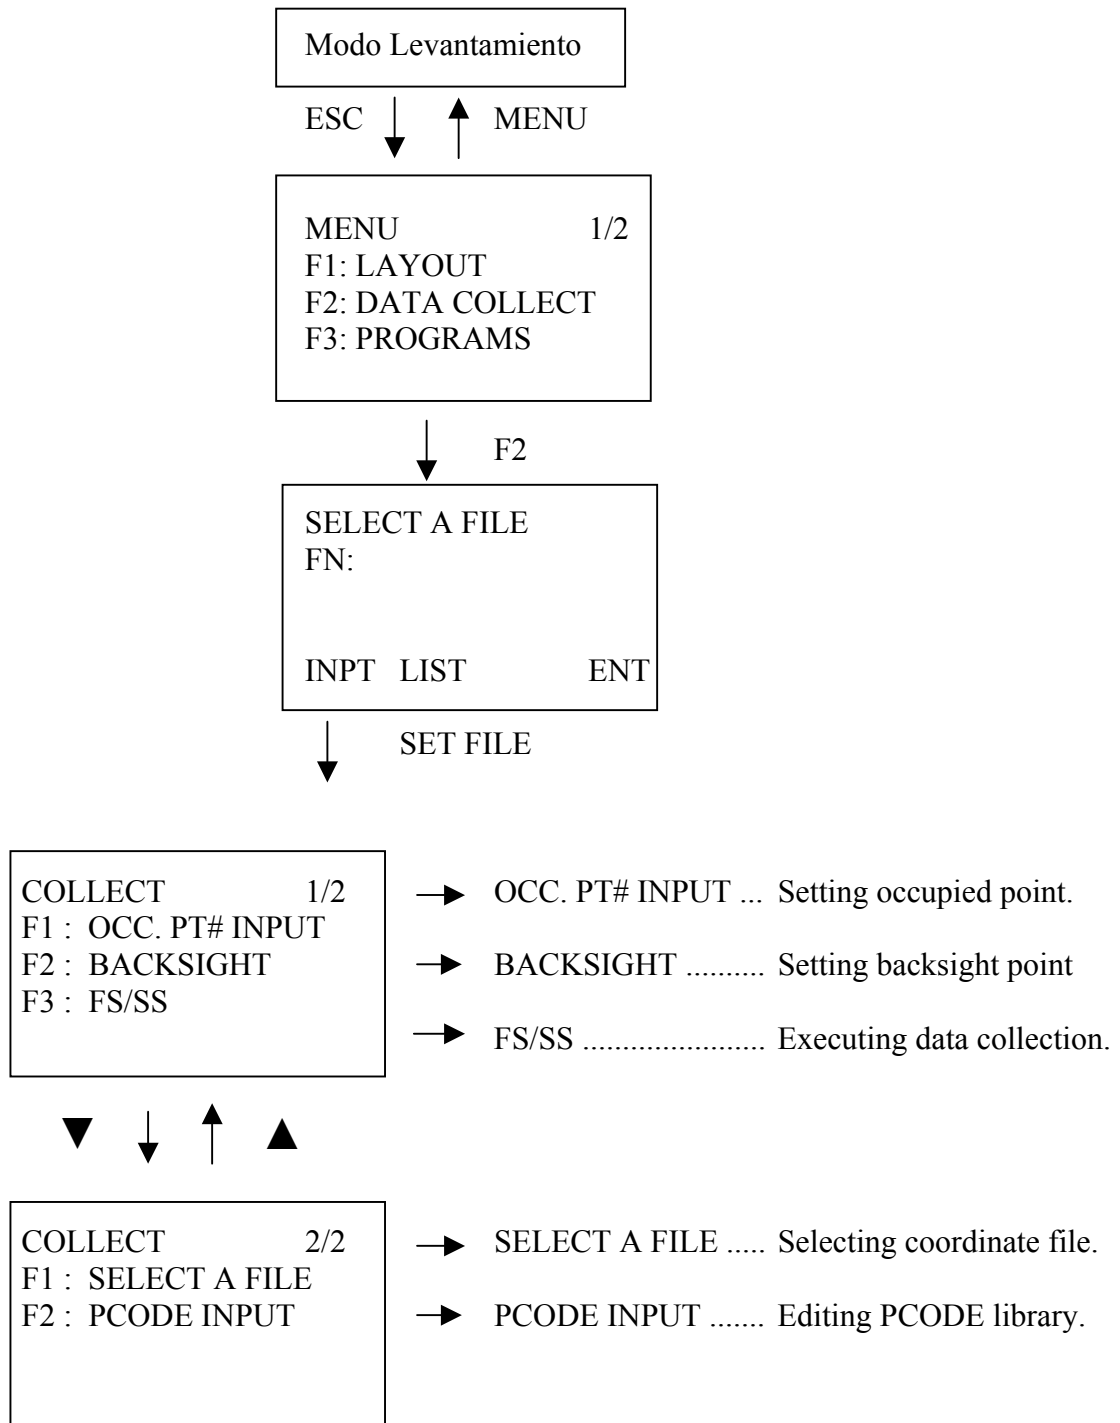 Modo Levantamiento
ESC MENU
MENU 1/2
F1: LAYOUT
F2: DATA COLLECT
F3: PROGRAMS
F2
SELECT A FILE
FN:
INPT LIST ENT
SET FILE
COLLECT 1/2
F1 : OCC. PT# INPUT
F2 : BACKSIGHT
F3 : FS/SS
OCC. PT# INPUT ... Setting occupied point.
BACKSIGHT .......... Setting backsight point
FS/SS ....................... Executing data collection.
COLLECT 2/2
F1 : SELECT A FILE
F2 : PCODE INPUT
SELECT A FILE ..... Selecting coordinate file.
PCODE INPUT ....... Editing PCODE library.